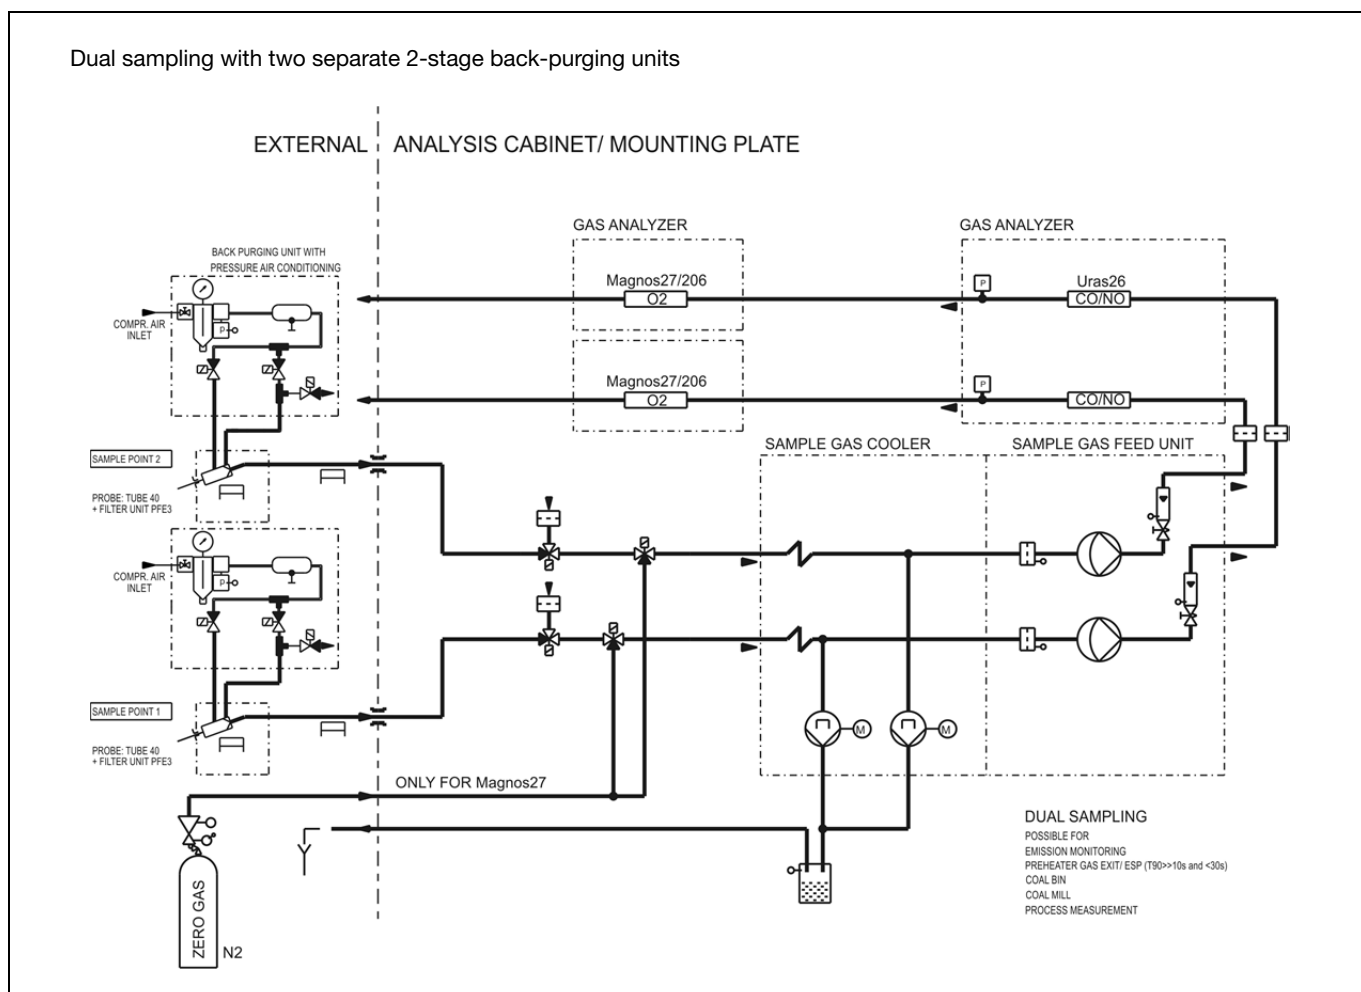 Dual sampling with two separate 2-stage back-purging units
EXTERNAL
ANALYSIS CABINET/ MOUNTING PLATE
GAS ANALYZER
GAS ANALYZER
BACK PURGING UNIT WITH
PRESSURE AIR CONDITIONING
Magnos27/206
O2
P
Uras26
CO/NO
COMPR. AIR
INLET
P
Magnos27/206
O2
P
CO/NO
SAMPLE GAS COOLER
SAMPLE GAS FEED UNIT
SAMPLE POINT 2
PROBE: TUBE 40
+ FILTER UNIT PFE3
COMPR. AIR
INLET
P
SAMPLE POINT 1
M
M
PROBE: TUBE 40
+ FILTER UNIT PFE3
ONLY FOR Magnos27
DUAL SAMPLING
POSSIBLE FOR
EMISSION MONITORING
PREHEATER GAS EXIT/ ESP (T90>>10s and <30s)
COAL BIN
COAL MILL
PROCESS MEASUREMENT
ZERO GAS
N2